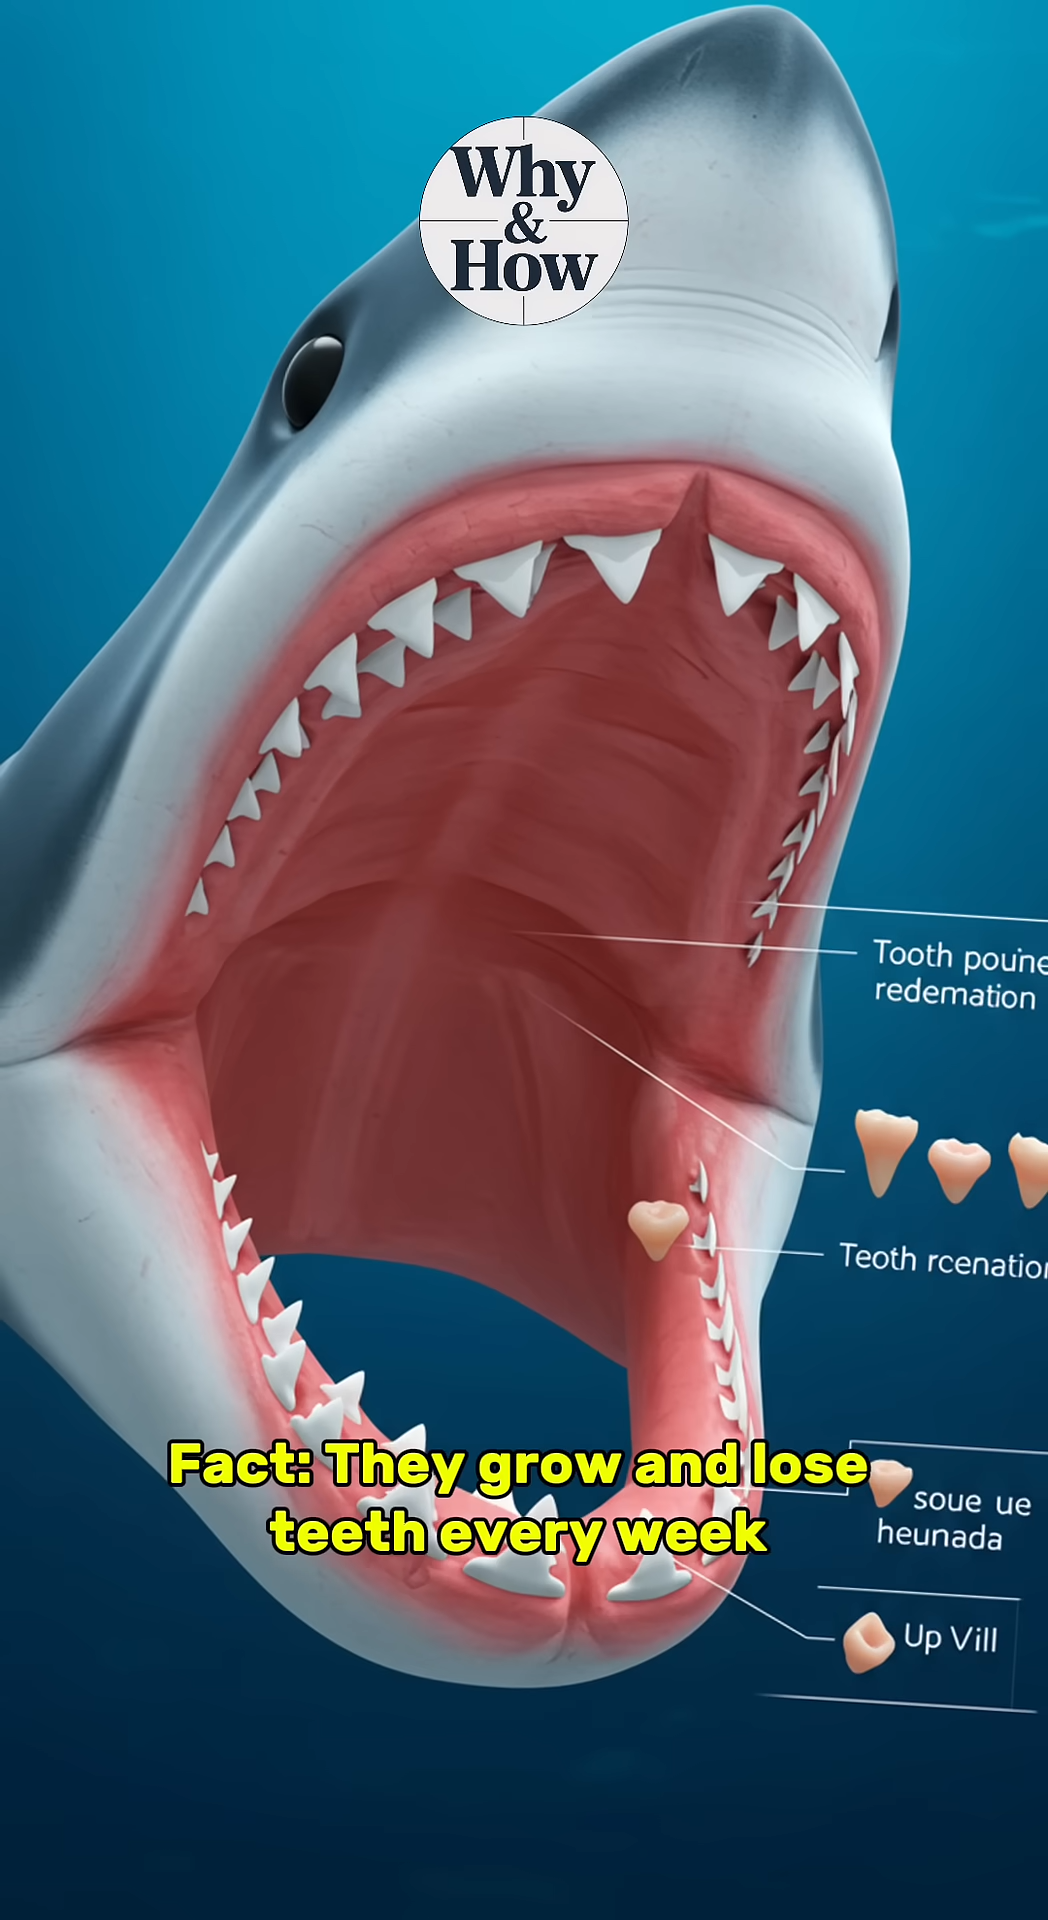 Why
&
How
Tooth pouine
redemation
Teoth rcenation
Fact: They grow and lose
teeth every week
soue ue
heunada
Up Vill